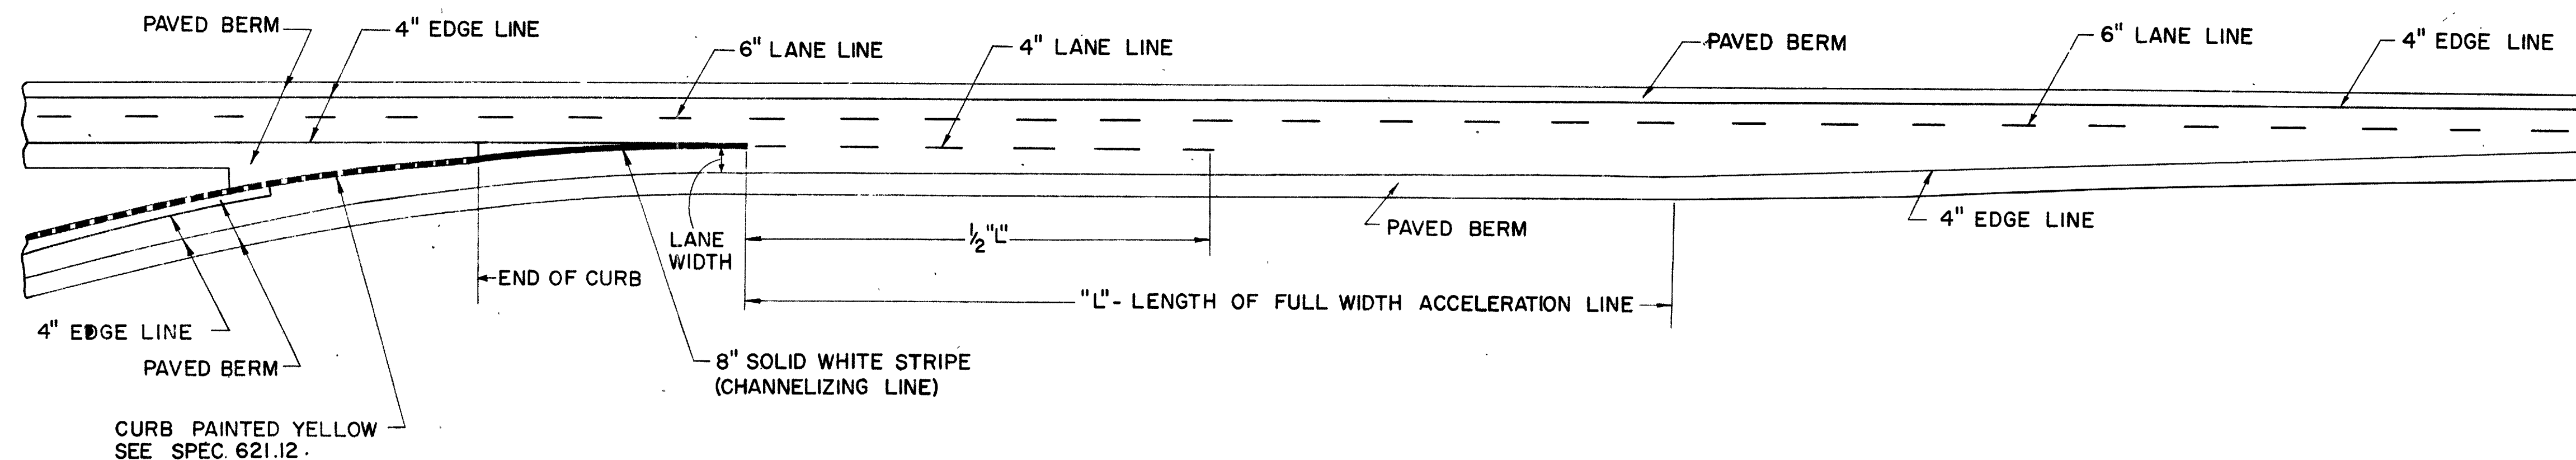 PAVED BERM
4" EDGE LINE
6" LANE LINE
4" LANE LINE
PAVED BERM
6" LANE LINE
4" EDGE LINE
LANE
WIDTH
½"L"
PAVED BERM
4" EDGE LINE
END OF CURB
"L"- LENGTH OF FULL WIDTH ACCELERATION LINE
4" EDGE LINE
PAVED BERM
8" SOLID WHITE STRIPE
(CHANNELIZING LINE)
CURB PAINTED YELLOW
SEE SPEC. 621.12.